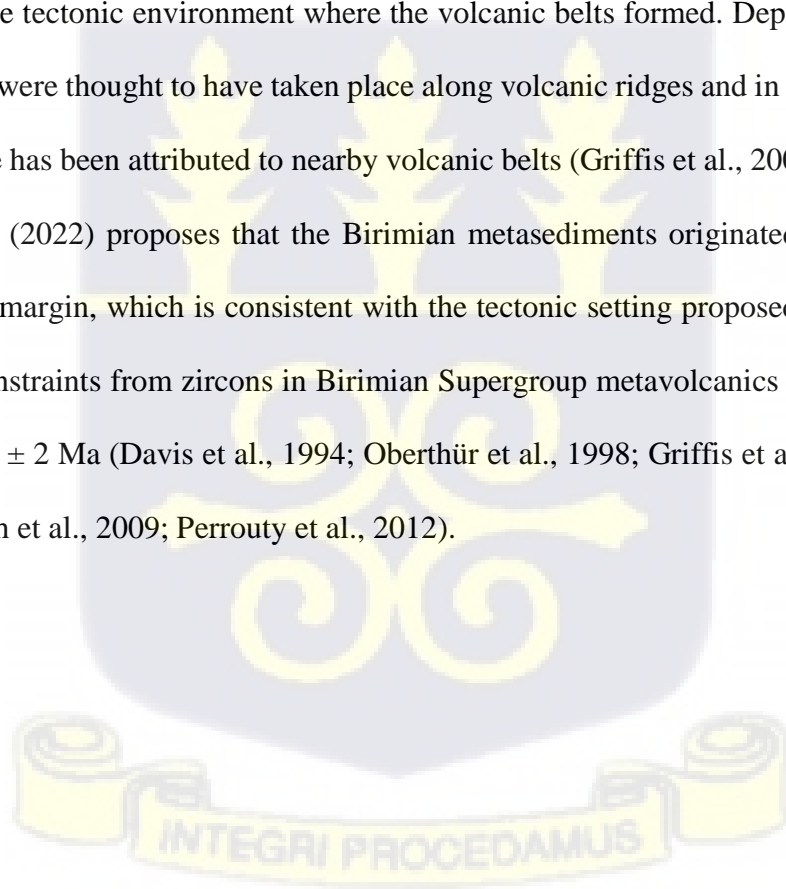 e tectonic environment where the volcanic belts formed. Dep
were thought to have taken place along volcanic ridges and in
e has been attributed to nearby volcanic belts (Griffis et al., 200
(2022) proposes that the Birimian metasediments originated
margin, which is consistent with the tectonic setting proposed
nstraints from zircons in Birimian Supergroup metavolcanics
± 2 Ma (Davis et al., 1994; Oberthür et al., 1998; Griffis et a
n et al., 2009; Perrouty et al., 2012).
INTEGRI PROCEDAMUS